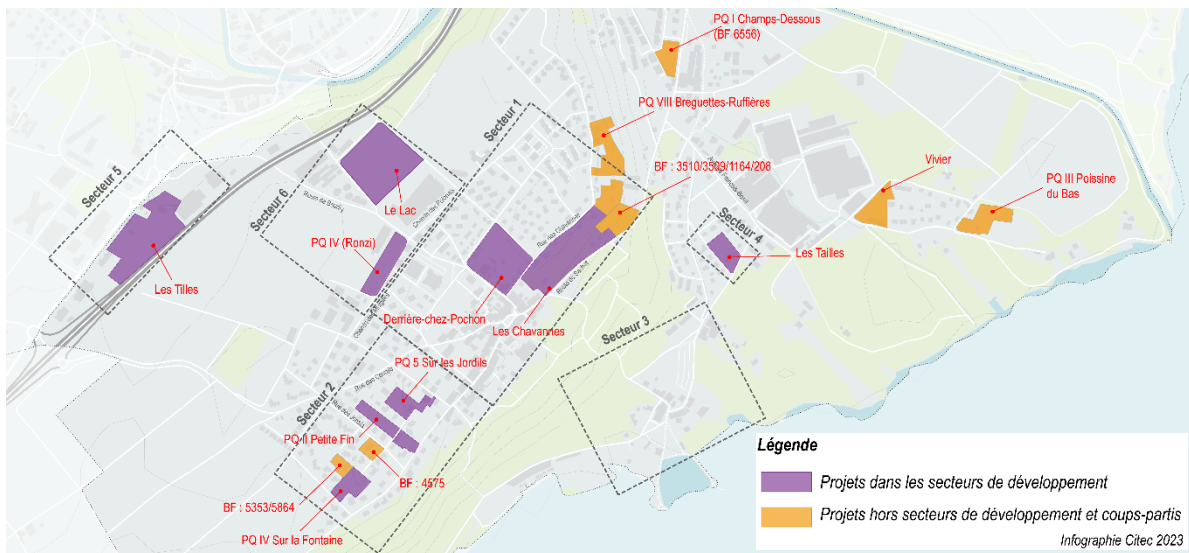 PQ I Champs-Dessous
(BF 6556)
PQ VIII Breguettes-Ruffières
BF : 3510/3509/1164/208
Secteur 1
Secteur 5
Secteur 6
Vivier
PQ III Poissine
du Bas
Le Lac
Rue des Chavannes
Secteur 4
PQ IV (Ronzi)
Les Tailles
Les Tilles
Derrière-chez-Pochon
Les Chavannes
Secteur 3
PQ 5 Sur les Jordils
Secteur 2
PQ II Petite Fin
BF : 4575
BF : 5353/5864
PQ IV Sur la Fontaine
Légende
Projets dans les secteurs de développement
Projets hors secteurs de développement et coups-partis
Infographie Citec 2023